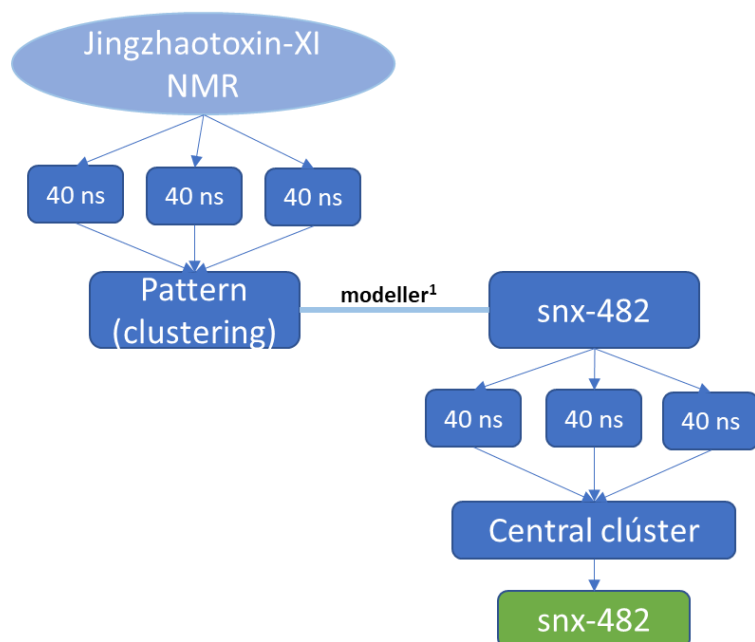 Jingzhaotoxin-XI
NMR
40 ns
40 ns
40 ns
Pattern
(clustering)
modeller¹
snx-482
40 ns
40 ns
40 ns
Central clúster
snx-482